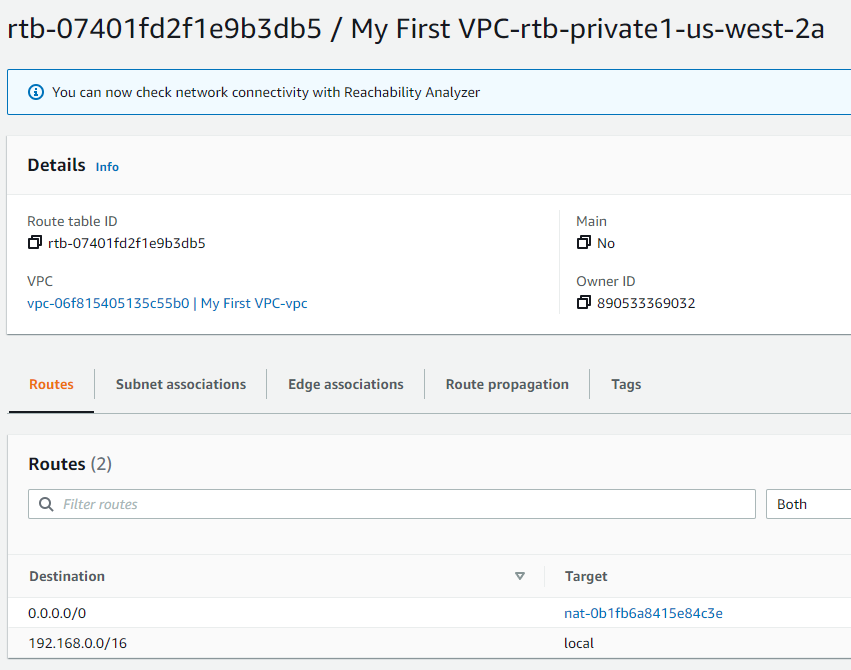 rtb-07401fd2f1e9b3db5 / My First VPC-rtb-private1-us-west-2a
You can now check network connectivity with Reachability Analyzer
Details Info
Route table ID
rtb-07401fd2f1e9b3db5
Main
No
VPC
vpc-06f815405135c55b0 | My First VPC-vpc
Owner ID
890533369032
Routes Subnet associations Edge associations Route propagation Tags
Routes (2)
Filter routes Both
Destination Target
0.0.0.0/0 nat-0b1fb6a8415e84c3e
192.168.0.0/16 local